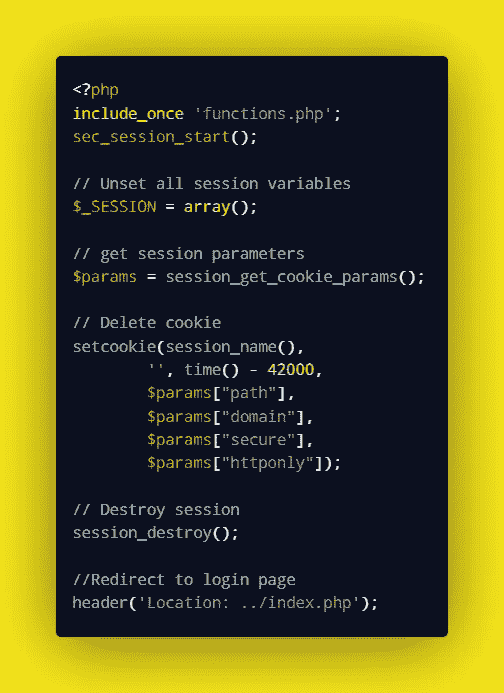 <?php
include_once 'functions.php';
sec_session_start();
// Unset all session variables
$_SESSION = array();
// get session parameters
$params = session_get_cookie_params();
// Delete cookie
setcookie(session_name(),
'', time() - 42000,
$params["path"],
$params["domain"],
$params["secure"],
$params["httponly"]);
// Destroy session
session_destroy();
//Redirect to login page
header('Location: ../index.php');